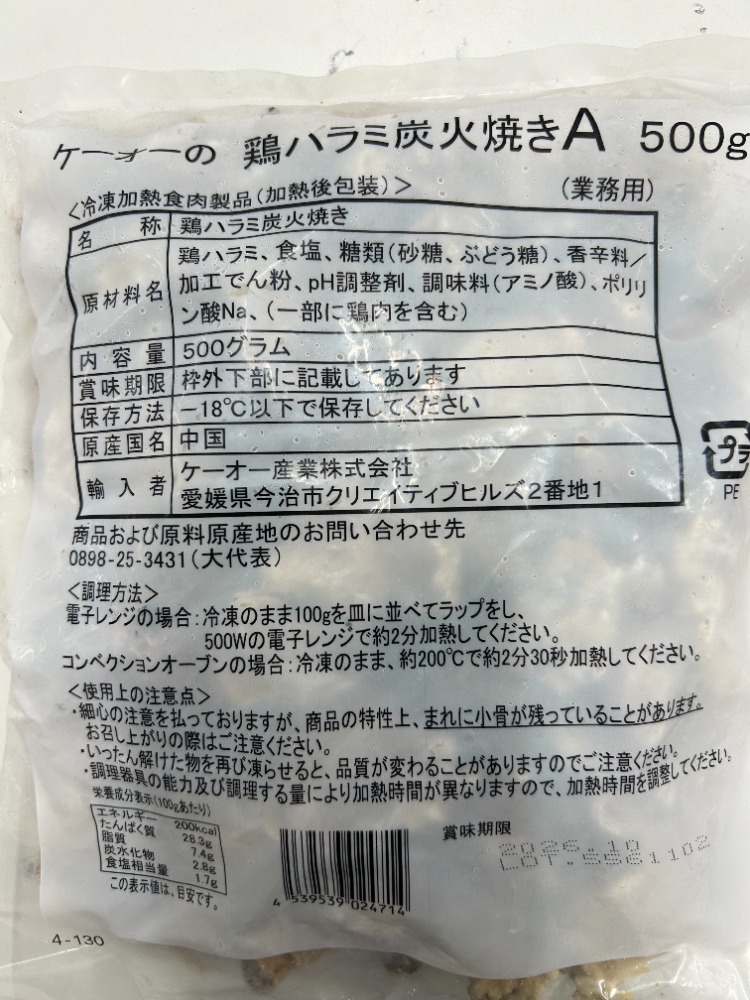 ケーオーの 鶏ハラミ炭火焼きA 500g
<冷凍加熱食肉製品(加熱後包装)> (業務用)
名称 鶏ハラミ炭火焼き
原材料名 鶏ハラミ、食塩、糖類(砂糖、ぶどう糖)、香辛料/
加工でん粉、pH調整剤、調味料(アミノ酸)、ポリリ
ン酸Na、(一部に鶏肉を含む)
内容量 500グラム
賞味期限 枠外下部に記載してあります
保存方法 -18℃以下で保存してください
原産国名 中国
輸入者 ケーオー産業株式会社
愛媛県今治市クリエイティブヒルズ2番地1
プラ
PE
商品および原料原産地のお問い合わせ先
0898-25-3431(大代表)
<調理方法>
電子レンジの場合:冷凍のまま100gを皿に並べてラップをし、
500Wの電子レンジで約2分加熱してください。
コンベクションオーブンの場合:冷凍のまま、約200℃で約2分30秒加熱してください。
<使用上の注意点>
・細心の注意を払っておりますが、商品の特性上、まれに小骨が残っていることがあります。
お召し上がりの際はご注意ください。
・いったん解けた物を再び凍らせると、品質が変わることがありますのでご注意ください。
・調理器具の能力及び調理する量により加熱時間が異なりますので、加熱時間を調整してください。
栄養成分表示(100gあたり)
エネルギー 200kcal
たんぱく質 28.3g
脂質 7.4g
炭水化物 2.8g
食塩相当量 1.7g
この表示値は、目安です。
賞味期限
2026.10
4 539539 024714
4-130